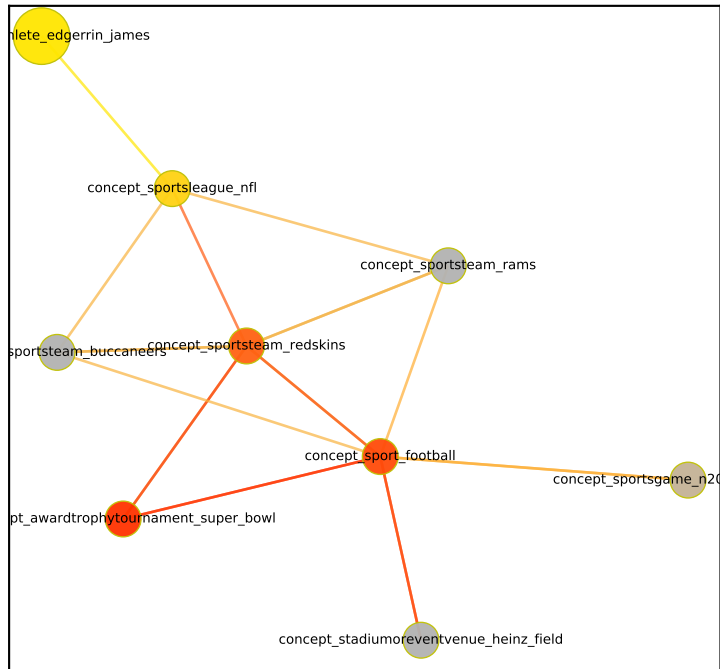 hlete_edgerrin_james
concept_sportsleague_nfl
concept_sportsteam_rams
sportsteam_buccaneers
concept_sportsteam_redskins
concept_sport_football
concept_sportsgame_n20
pt_awardtrophytournament_super_bowl
concept_stadiumoreventvenue_heinz_field